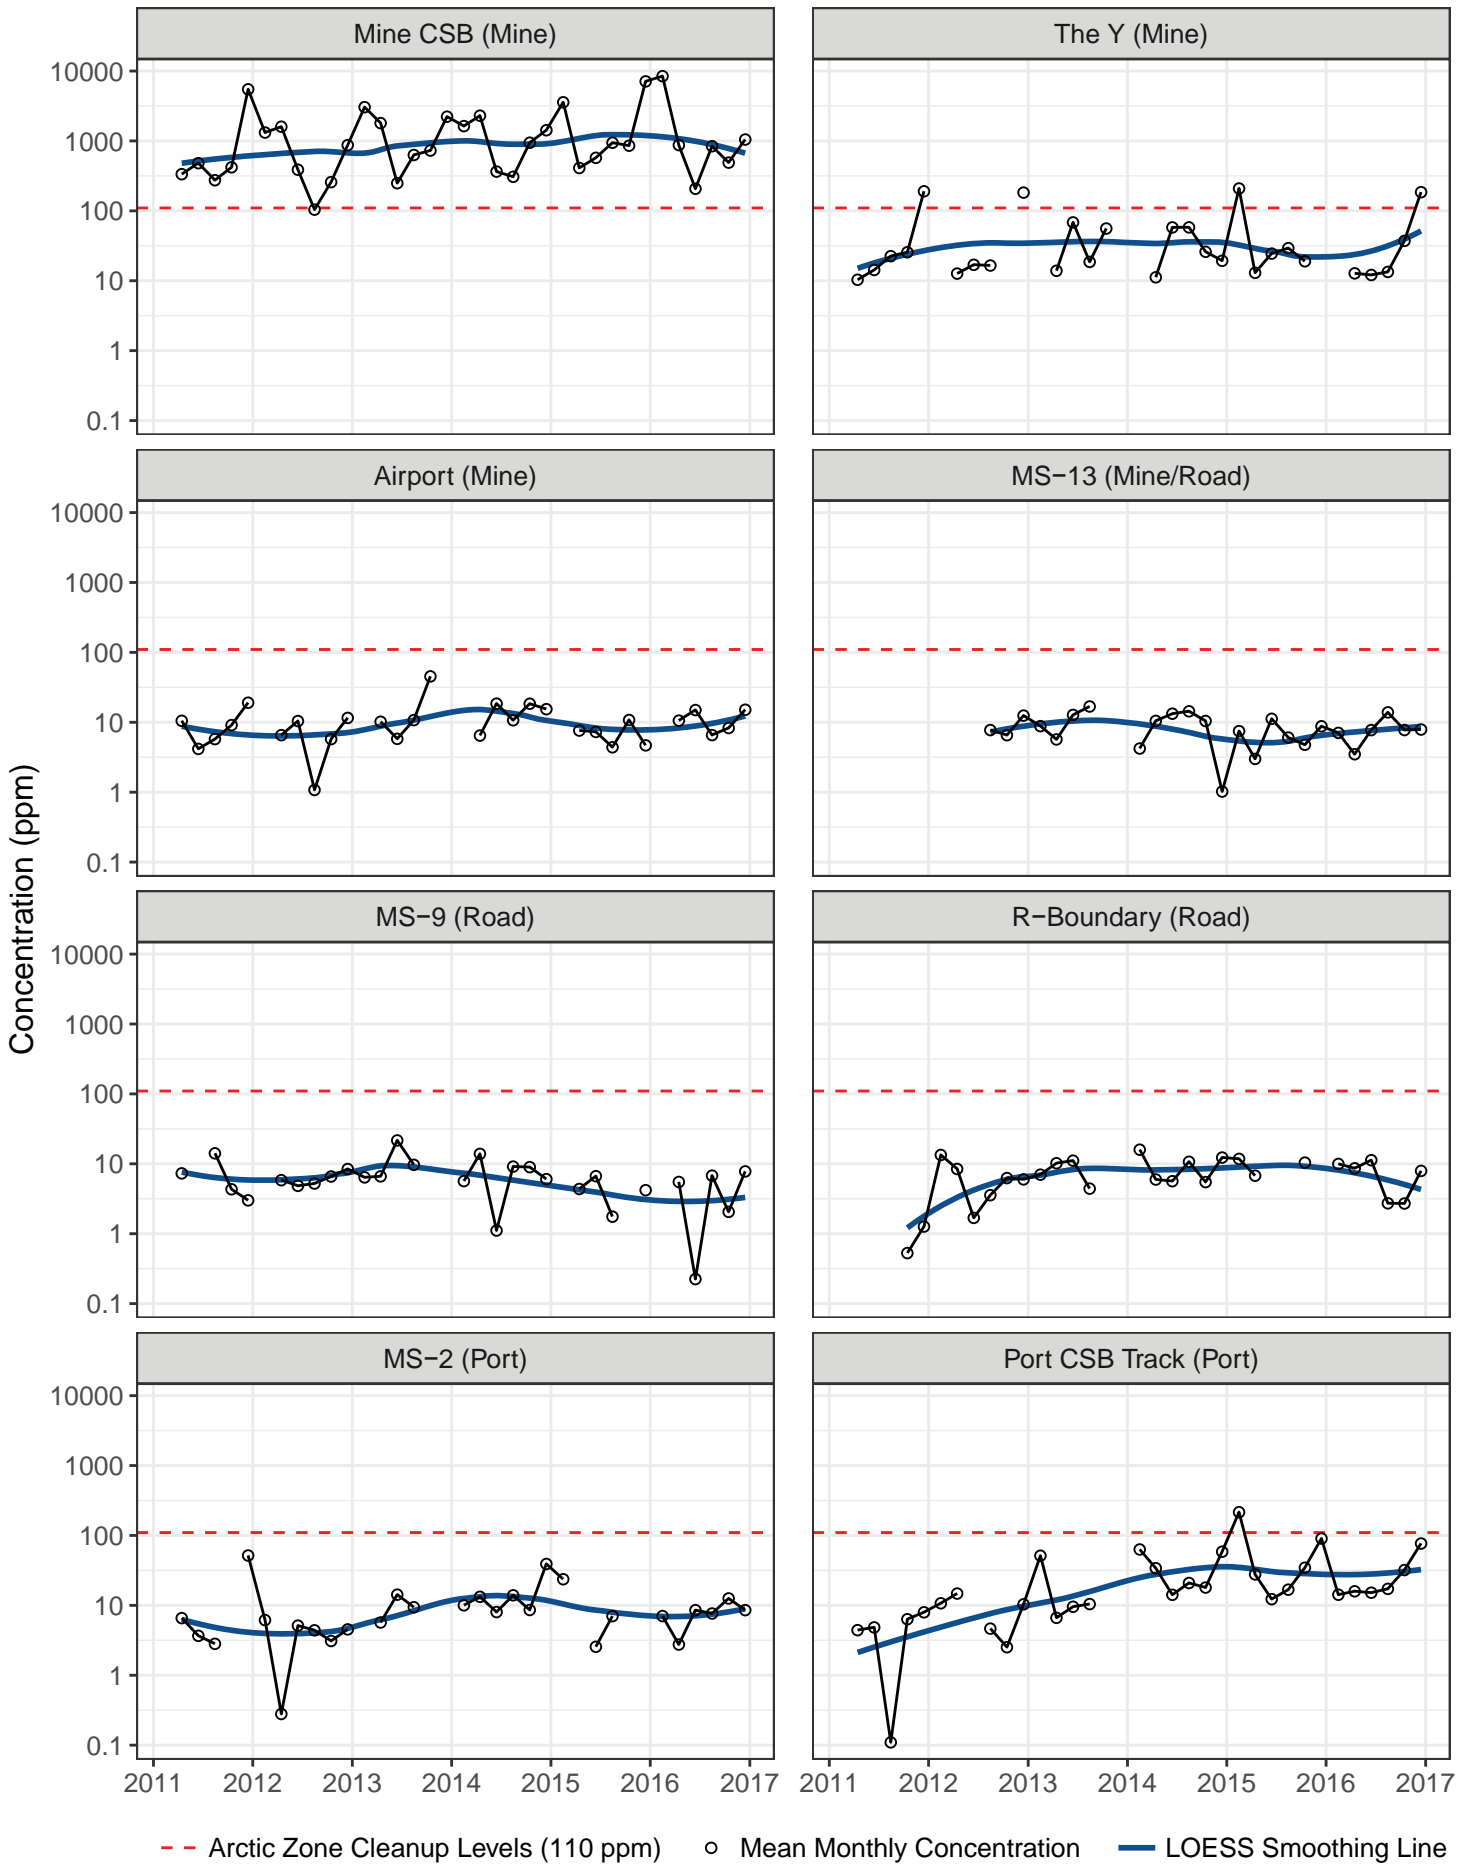 Mine CSB (Mine)
The Y (Mine)
10000
1000
100
10
1
0.1
Airport (Mine)
MS−13 (Mine/Road)
10000
1000
100
10
1
0.1
Concentration (ppm)
MS−9 (Road)
R−Boundary (Road)
10000
1000
100
10
1
0.1
MS−2 (Port)
Port CSB Track (Port)
10000
1000
100
10
1
0.1
2011 2012 2013 2014 2015 2016 2017
2011 2012 2013 2014 2015 2016 2017
Arctic Zone Cleanup Levels (110 ppm) Mean Monthly Concentration LOESS Smoothing Line